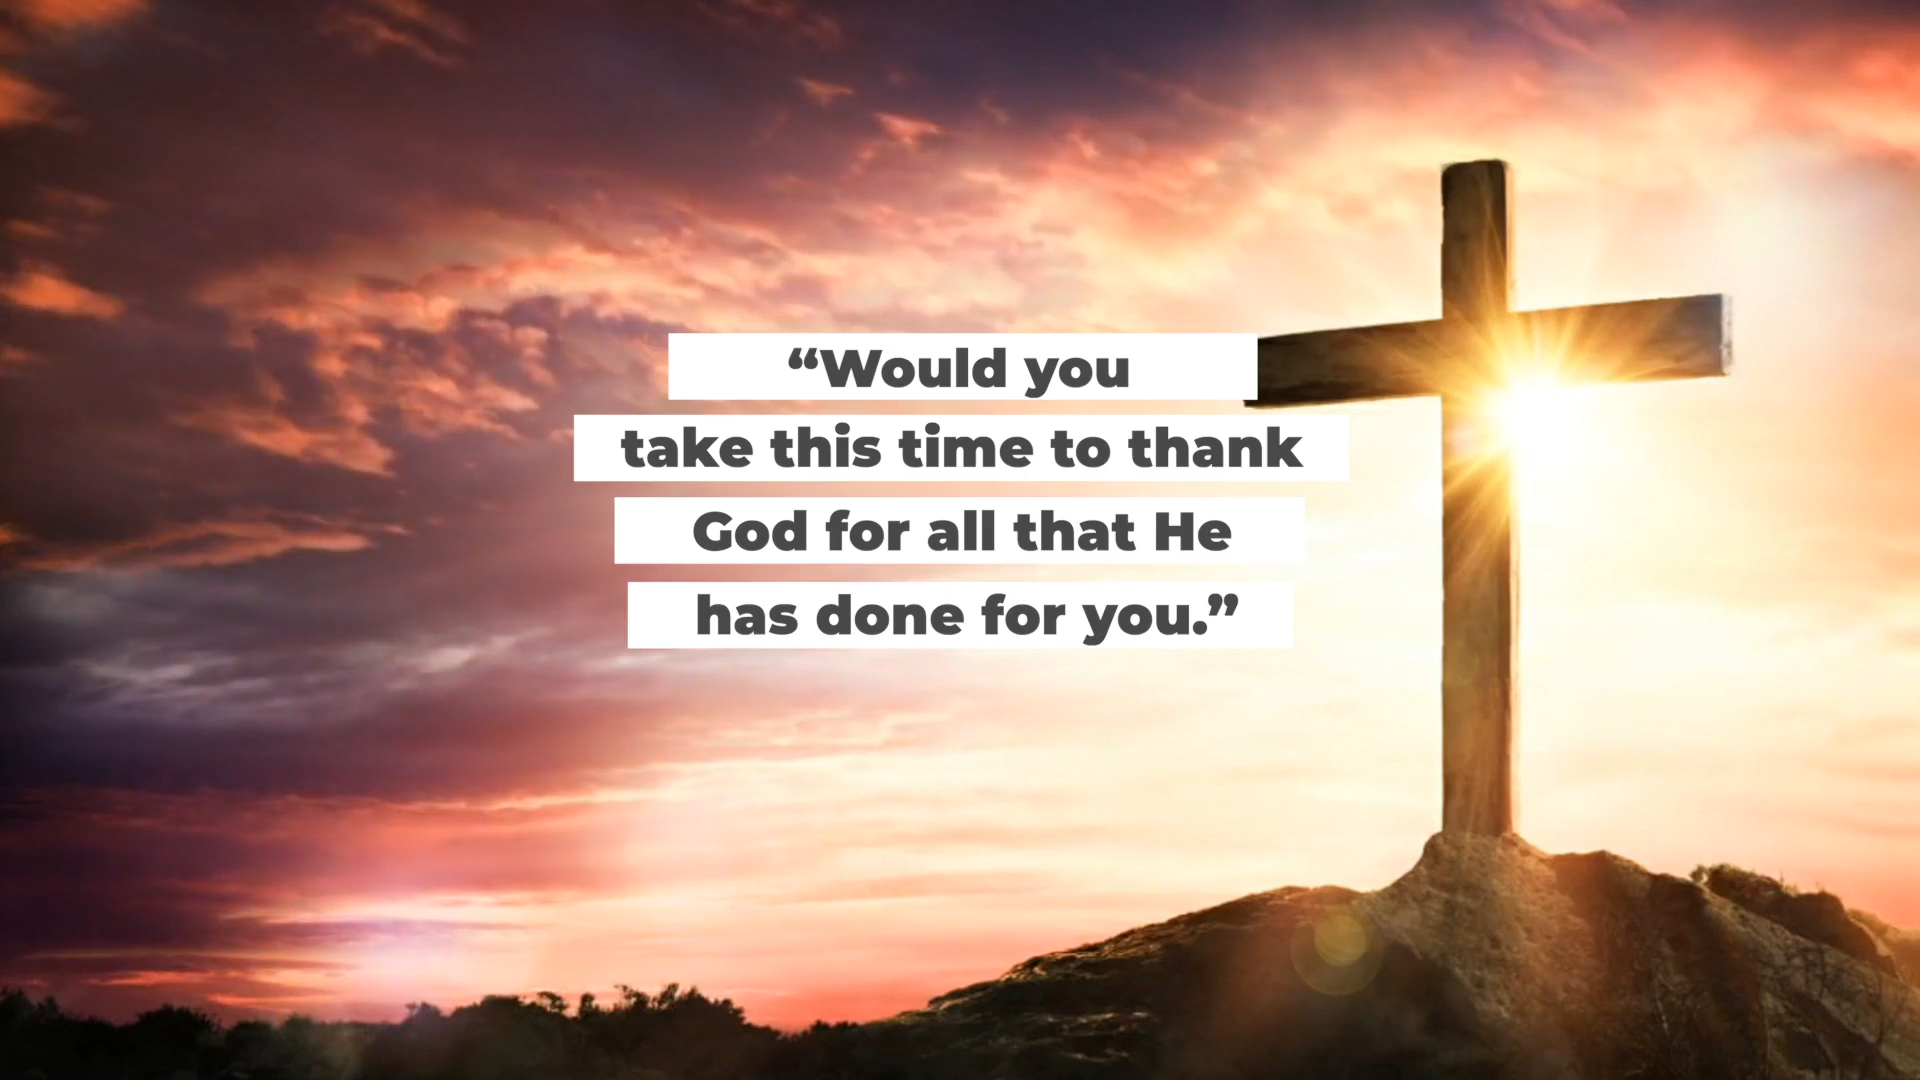 “Would you
take this time to thank
God for all that He
has done for you.”